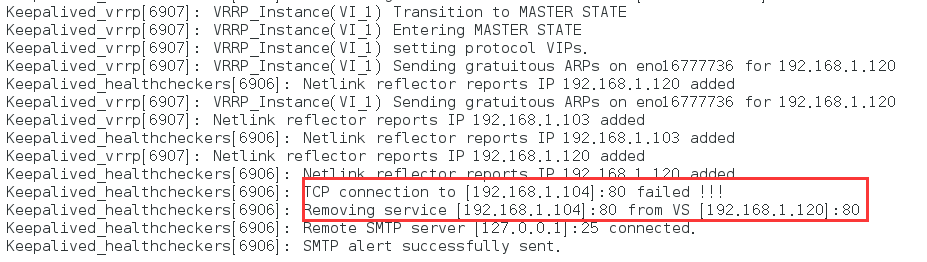 Keepalived_vrrp[6907]: VRRP_Instance(VI_1) Transition to MASTER STATE
Keepalived_vrrp[6907]: VRRP_Instance(VI_1) Entering MASTER STATE
Keepalived_vrrp[6907]: VRRP_Instance(VI_1) setting protocol VIPs.
Keepalived_vrrp[6907]: VRRP_Instance(VI_1) Sending gratuitous ARPs on eno16777736 for 192.168.1.120
Keepalived_healthcheckers[6906]: Netlink reflector reports IP 192.168.1.120 added
Keepalived_vrrp[6907]: VRRP_Instance(VI_1) Sending gratuitous ARPs on eno16777736 for 192.168.1.120
Keepalived_vrrp[6907]: Netlink reflector reports IP 192.168.1.103 added
Keepalived_healthcheckers[6906]: Netlink reflector reports IP 192.168.1.103 added
Keepalived_vrrp[6907]: Netlink reflector reports IP 192.168.1.120 added
Keepalived_healthcheckers[6906]: Netlink reflector reports IP 192.168.1.120 added
Keepalived_healthcheckers[6906]: TCP connection to [192.168.1.104]:80 failed !!!
Keepalived_healthcheckers[6906]: Removing service [192.168.1.104]:80 from VS [192.168.1.120]:80
Keepalived_healthcheckers[6906]: Remote SMTP server [127.0.0.1]:25 connected.
Keepalived_healthcheckers[6906]: SMTP alert successfully sent.